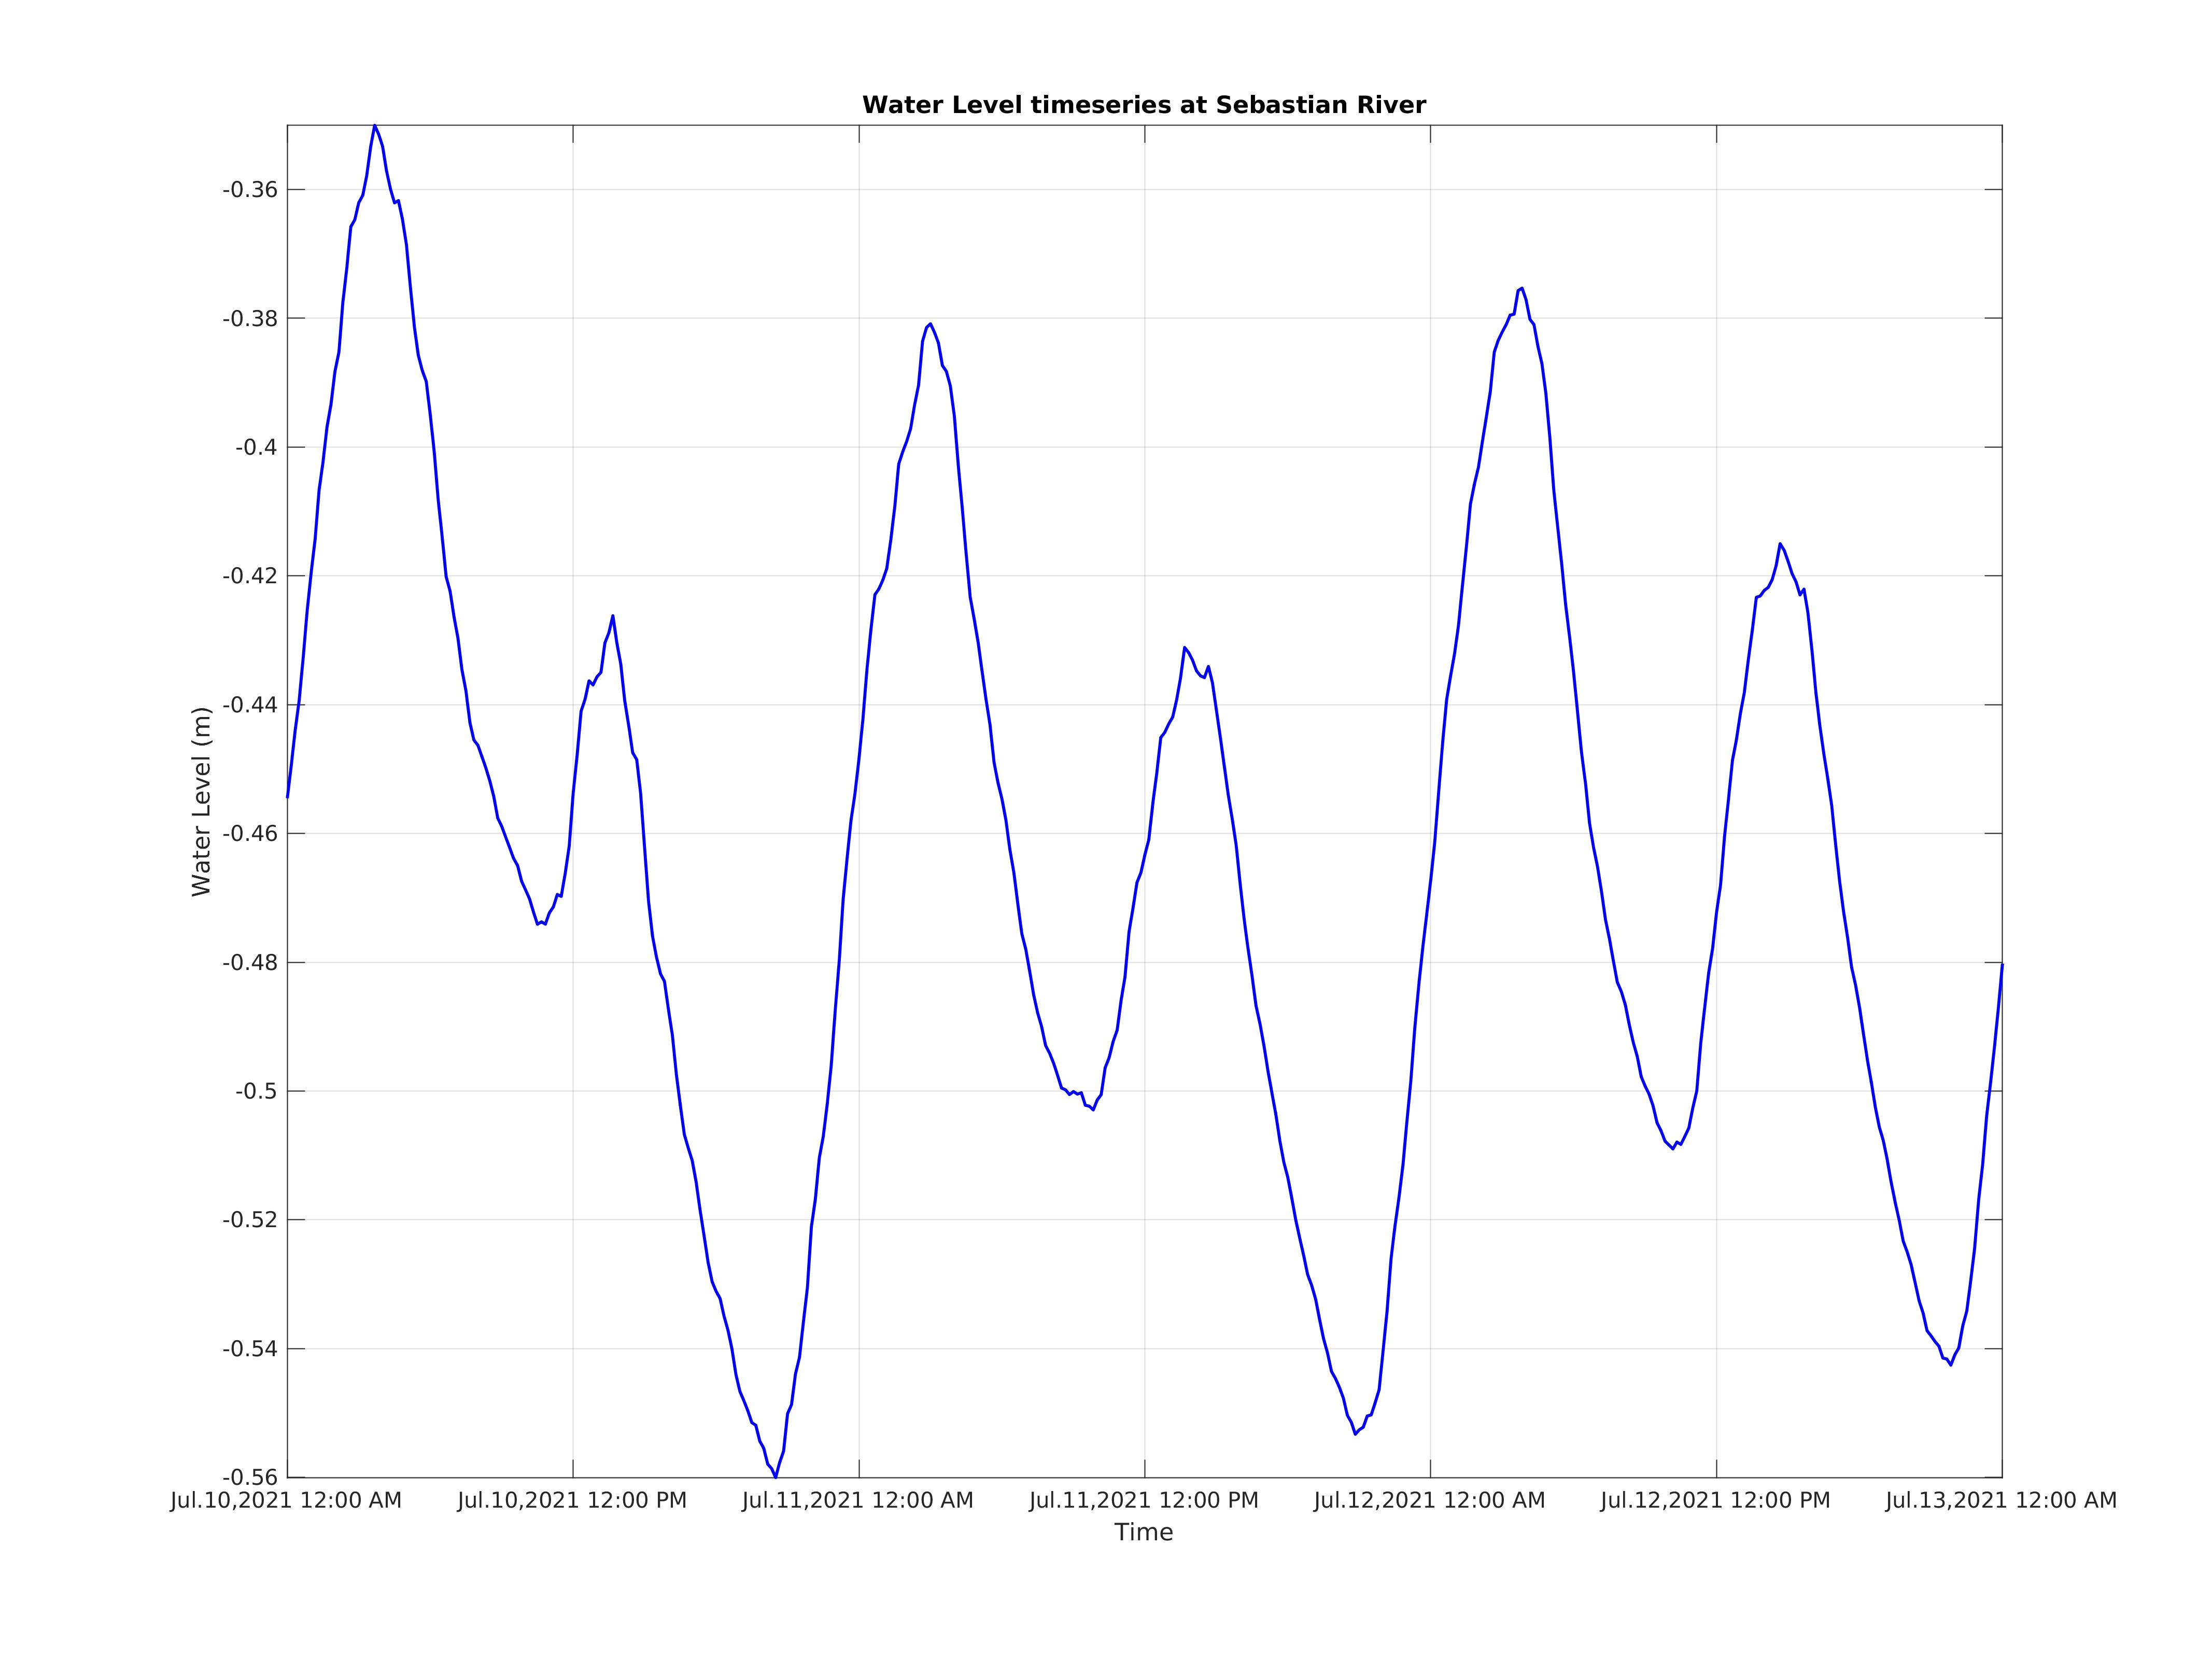 Water Level timeseries at Sebastian River
-0.36
-0.38
-0.4
-0.42
-0.44
-0.46
-0.48
-0.5
-0.52
-0.54
-0.56
Water Level (m)
Jul.10,2021 12:00 AM Jul.10,2021 12:00 PM Jul.11,2021 12:00 AM Jul.11,2021 12:00 PM Jul.12,2021 12:00 AM Jul.12,2021 12:00 PM Jul.13,2021 12:00 AM
Time